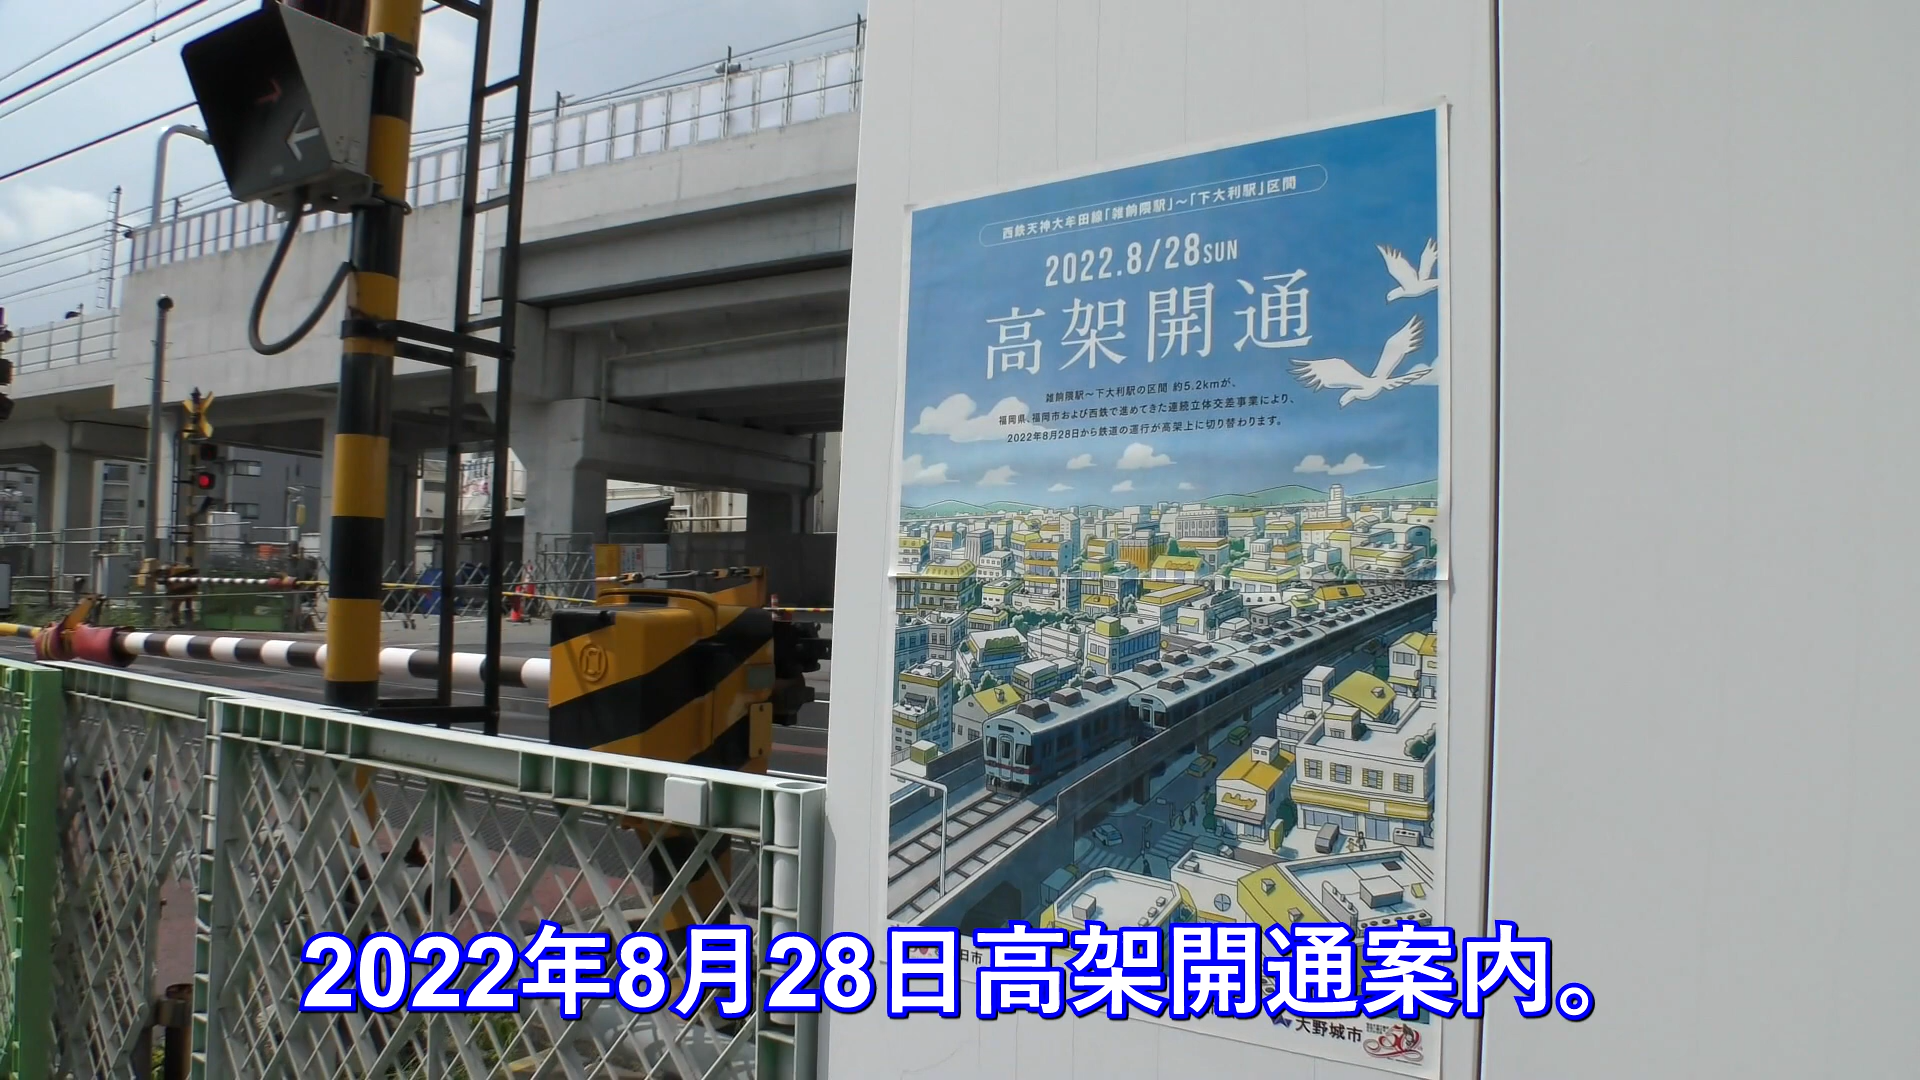 西鉄天神大牟田線「雑餉隈駅」～「下大利駅」区間
2022.8/28SUN
高架開通
雑餉隈駅～下大利駅の区間 約5.2kmが、
福岡県、福岡市および西鉄で進めてきた連続立体交差事業により、
2022年8月28日から鉄道の運行が高架上に切り替わります。
Bakery
2022年8月28日高架開通案内。
大野城市
50